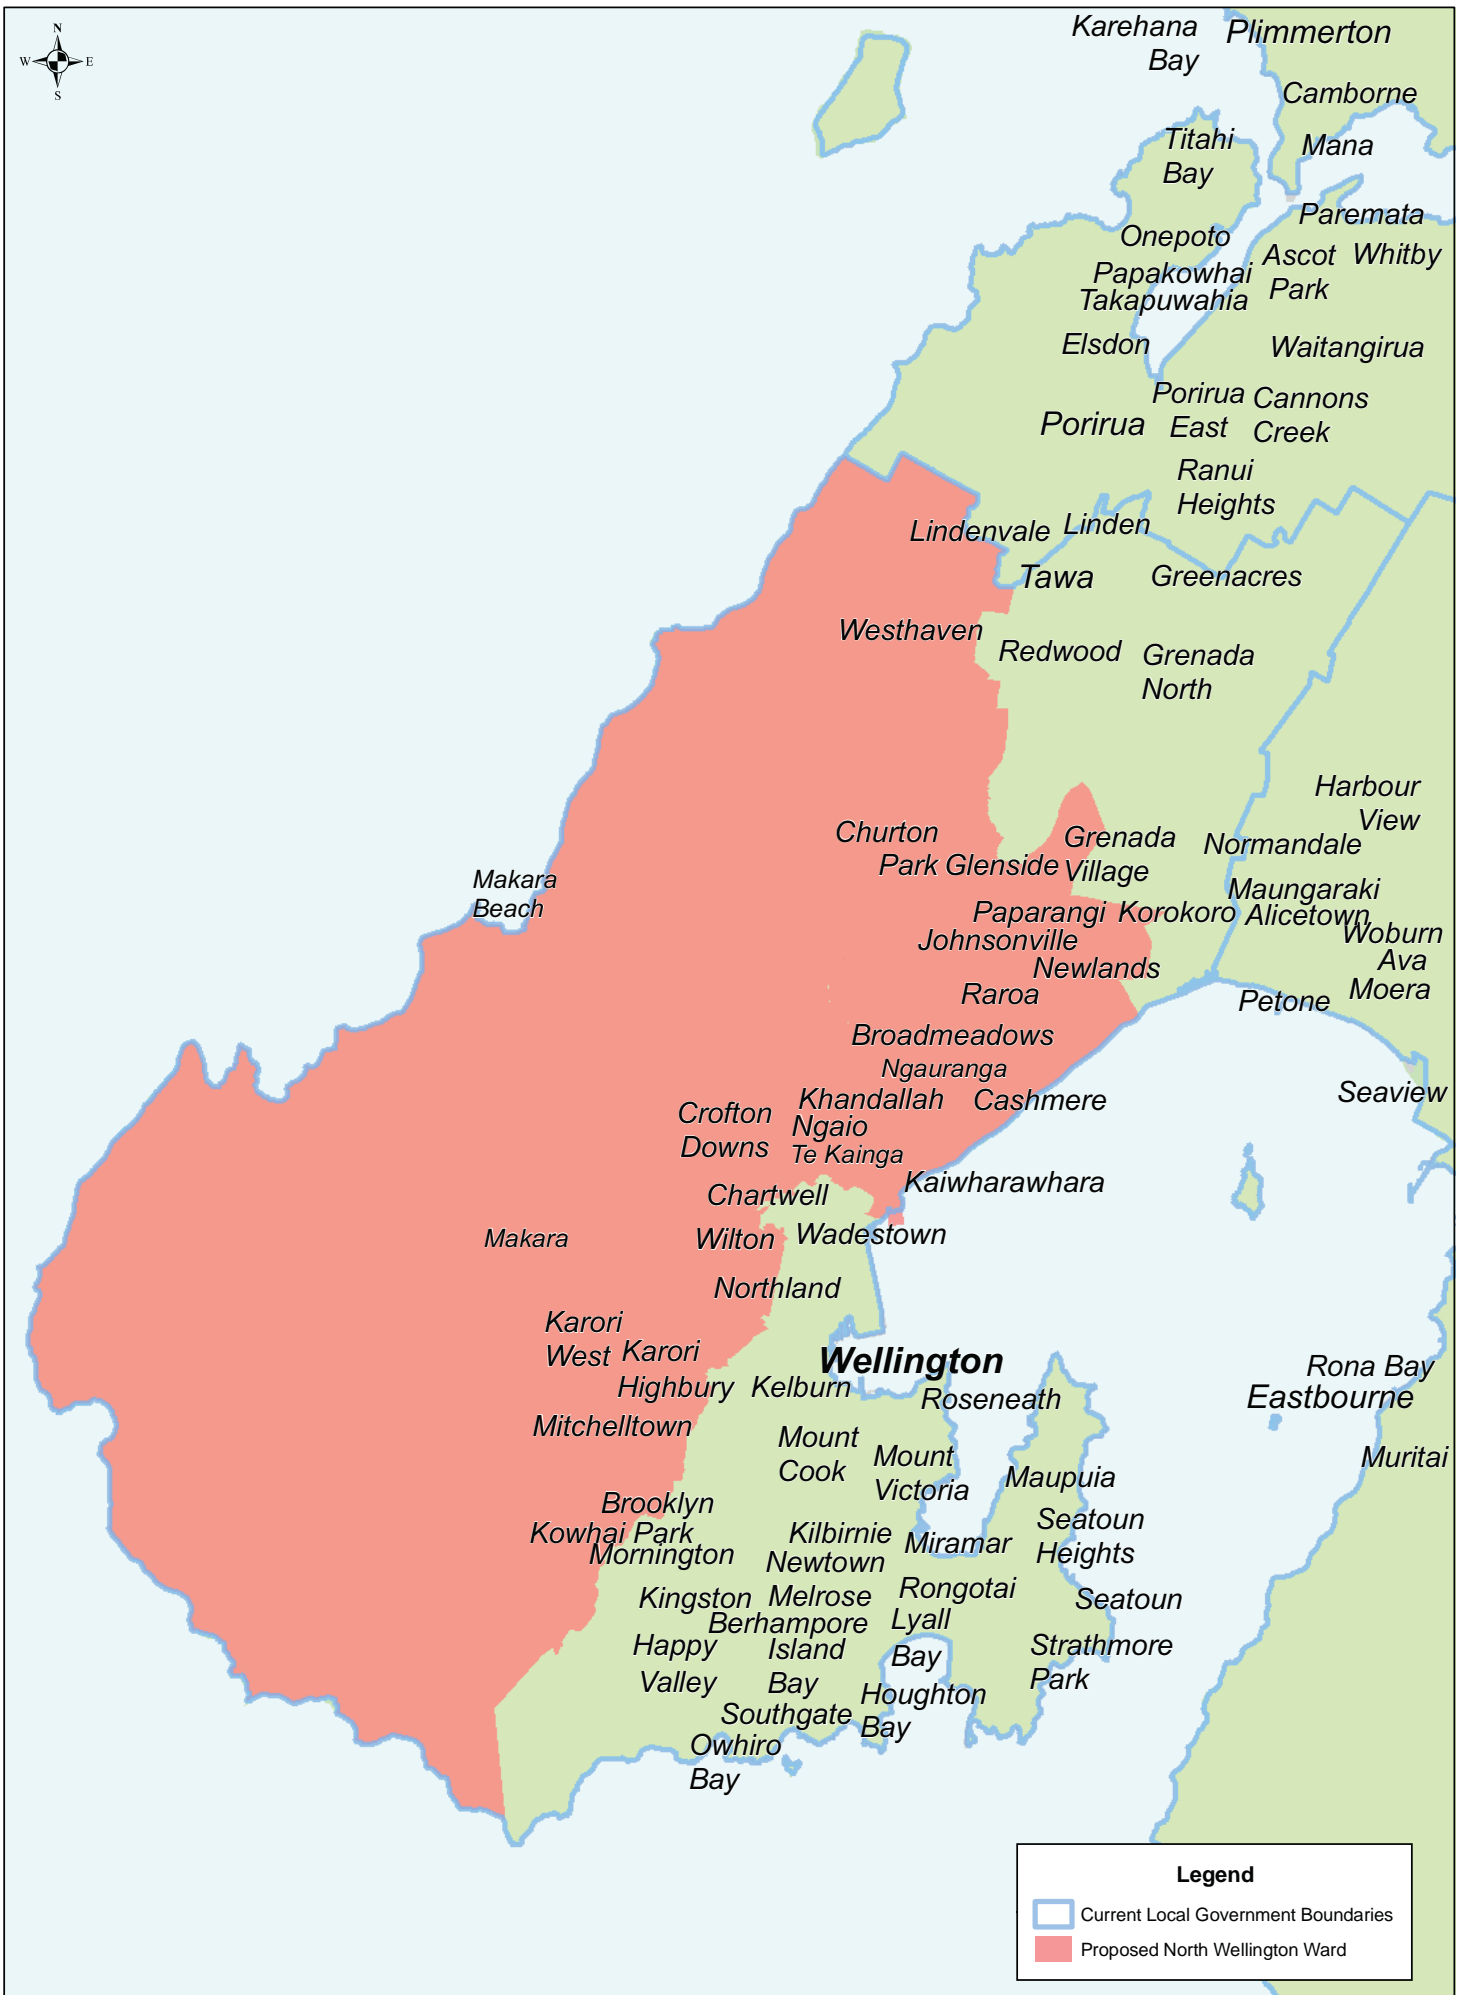 N
W
E
S
Karehana
Bay
Plimmerton
Camborne
Titahi
Bay
Mana
Paremata
Onepoto
Ascot
Park
Whitby
Papakowhai
Takapuwahia
Elsdon
Waitangirua
Porirua
East
Cannons
Creek
Porirua
Ranui
Heights
Lindenvale
Linden
Tawa
Greenacres
Westhaven
Redwood
Grenada
North
Harbour
View
Churton
Park
Glenside
Grenada
Village
Normandale
Makara
Beach
Maungaraki
Paparangi
Korokoro
Alicetown
Woburn
Johnsonville
Ava
Newlands
Moera
Raroa
Petone
Broadmeadows
Ngauranga
Seaview
Khandallah
Cashmere
Crofton
Downs
Ngaio
Te Kainga
Kaiwharawhara
Chartwell
Makara
Wilton
Wadestown
Northland
Karori
West
Karori
Wellington
Rona Bay
Highbury
Kelburn
Roseneath
Eastbourne
Mitchelltown
Mount
Cook
Mount
Victoria
Muritai
Maupuia
Brooklyn
Seatoun
Heights
Kowhai Park
Kilbirnie
Miramar
Mornington
Newtown
Kingston
Melrose
Rongotai
Seatoun
Berhampore
Lyall
Bay
Happy
Valley
Island
Bay
Strathmore
Park
Houghton
Bay
Southgate
Owhiro
Bay
Legend
Current Local Government Boundaries
Proposed North Wellington Ward